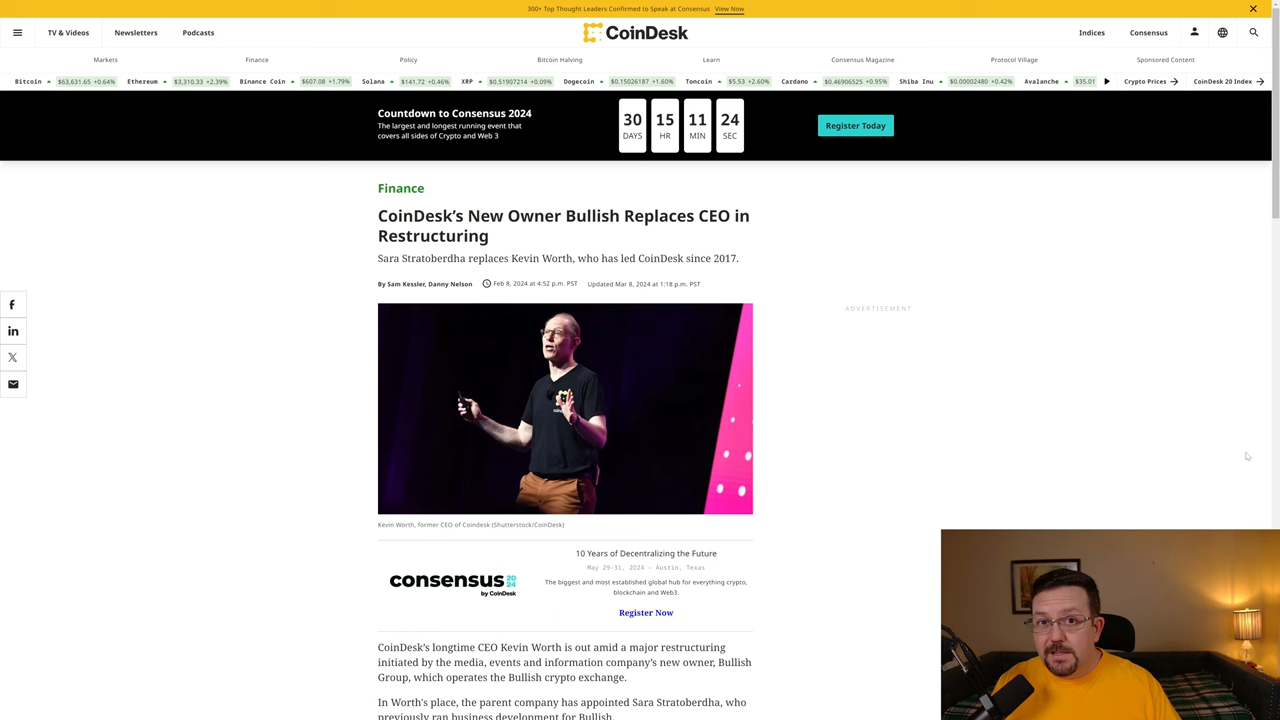 300+ Top Thought Leaders Confirmed to Speak at Consensus View Now
TV & Videos Newsletters Podcasts CoinDesk Indices Consensus
Markets Finance Policy Bitcoin Halving Learn Consensus Magazine Protocol Village Sponsored Content
Bitcoin $63,631.65 +0.64% Ethereum $3,310.33 +2.39% Binance Coin $607.08 +1.79% Solana $141.72 +0.46% XRP $0.51907214 +0.09% Dogecoin $0.15026187 +1.60% Toncoin $5.53 +2.60% Cardano $0.46906525 +0.95% Shiba Inu $0.00002480 +0.42% Avalanche $35.01 Crypto Prices CoinDesk 20 Index
Countdown to Consensus 2024
The largest and longest running event that
covers all sides of Crypto and Web 3
30 15 11 24
DAYS HR MIN SEC
Register Today
Finance
CoinDesk's New Owner Bullish Replaces CEO in
Restructuring
Sara Stratoberdha replaces Kevin Worth, who has led CoinDesk since 2017.
By Sam Kessler, Danny Nelson Feb 8, 2024 at 4:52 p.m. PST Updated Mar 8, 2024 at 1:18 p.m. PST
ADVERTISEMENT
consensus
Kevin Worth, former CEO of Coindesk (Shutterstock/CoinDesk)
consensus 2024
by CoinDesk
10 Years of Decentralizing the Future
May 29-31, 2024 - Austin, Texas
The biggest and most established global hub for everything crypto,
blockchain and Web3.
Register Now
CoinDesk's longtime CEO Kevin Worth is out amid a major restructuring
initiated by the media, events and information company's new owner, Bullish
Group, which operates the Bullish crypto exchange.
In Worth's place, the parent company has appointed Sara Stratoberdha, who
previously ran business development for Bullish.